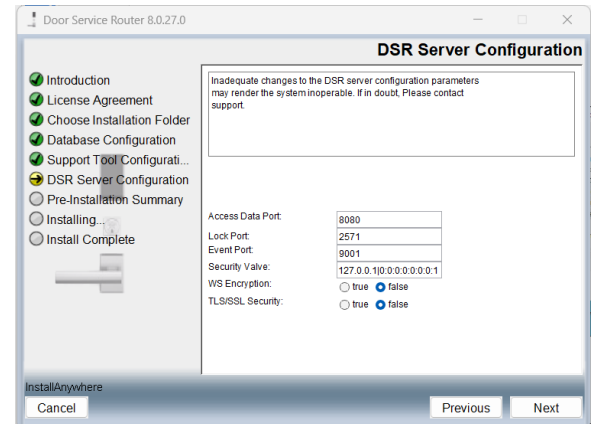 Door Service Router 8.0.27.0
DSR Server Configuration
Introduction
License Agreement
Choose Installation Folder
Database Configuration
Support Tool Configurati...
DSR Server Configuration
Pre-Installation Summary
Installing...
Install Complete
Inadequate changes to the DSR server configuration parameters
may render the system inoperable. If in doubt, Please contact
support.
Access Data Port: 8080
Lock Port: 2571
Event Port: 9001
Security Valve: 127.0.0.1|0:0:0:0:0:0:0:1
WS Encryption: true false
TLS/SSL Security: true false
InstallAnywhere
Cancel Previous Next